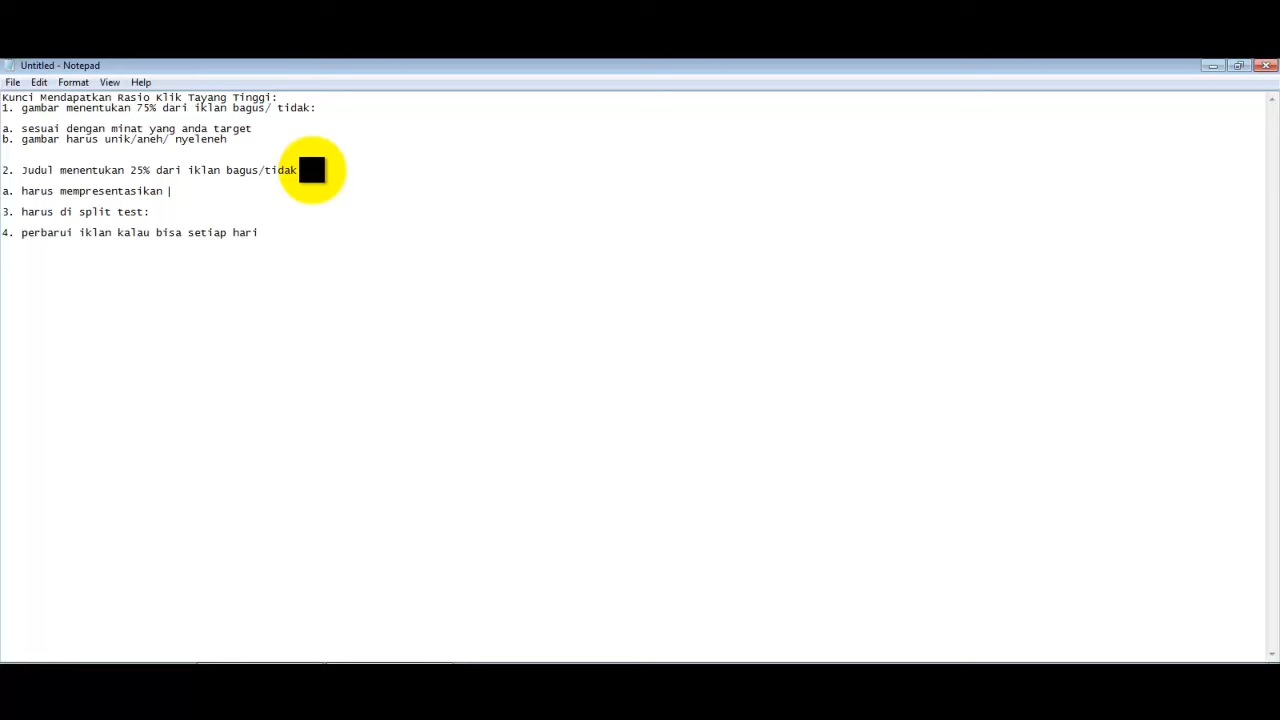 Untitled - Notepad
File Edit Format View Help
Kunci Mendapatkan Rasio Klik Tayang Tinggi:
1. gambar menentukan 75% dari iklan bagus/ tidak:
a. sesuai dengan minat yang anda target
b. gambar harus unik/aneh/ nyeleneh
2. Judul menentukan 25% dari iklan bagus/tidak
a. harus mempresentasikan
3. harus di split test:
4. perbarui iklan kalau bisa setiap hari